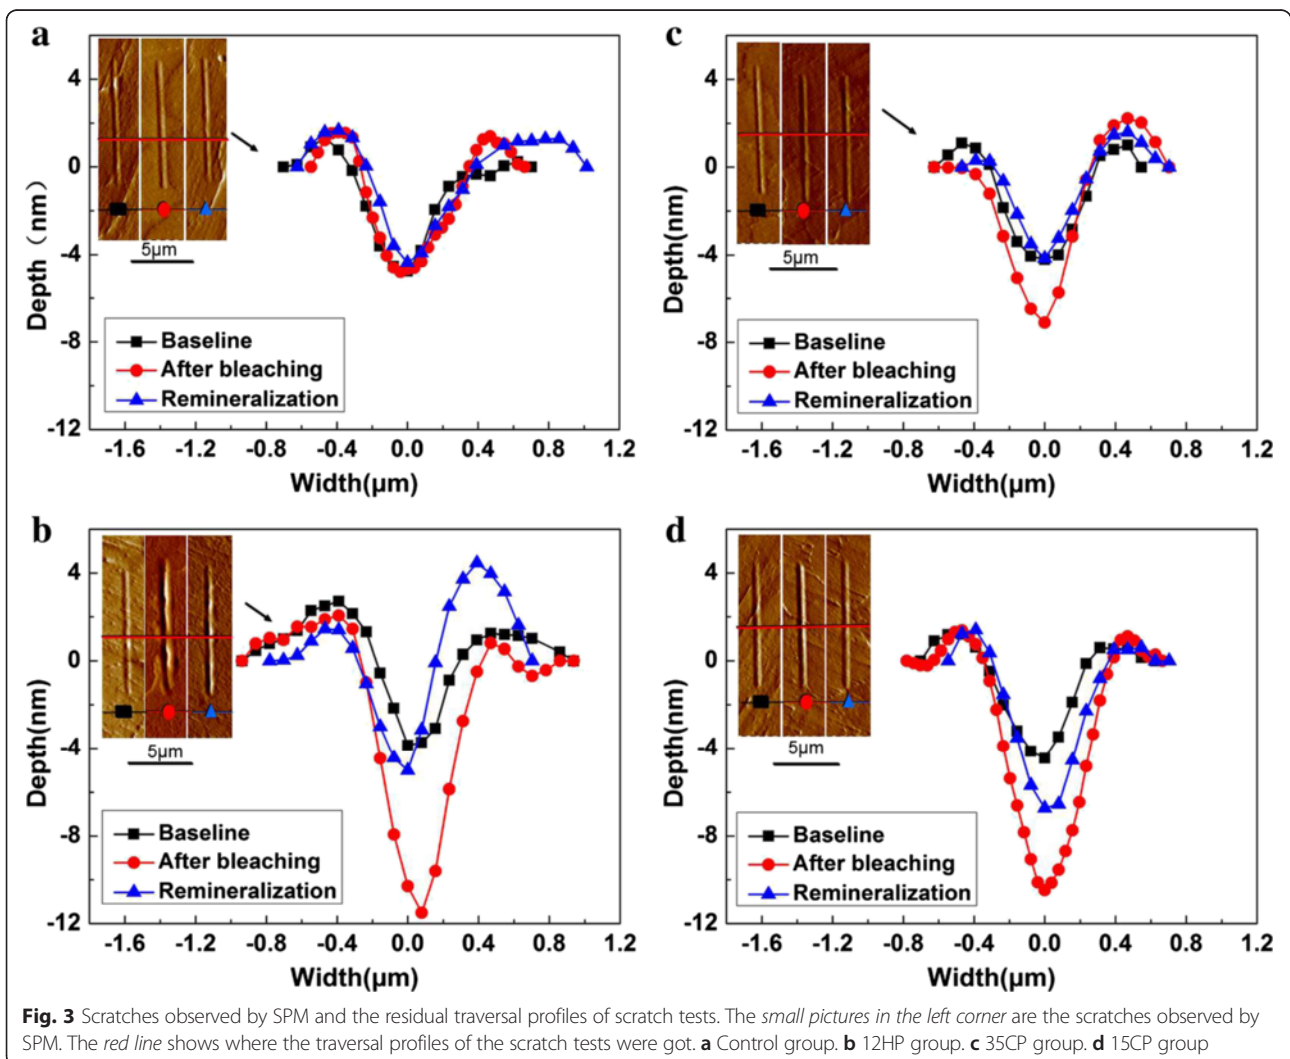 a
4
0
-4
-8
-12
Depth（nm）
5μm
Baseline
After bleaching
Remineralization
-1.6 -1.2 -0.8 -0.4 0.0 0.4 0.8 1.2
Width(μm)
c
4
0
-4
-8
-12
Depth(nm)
5μm
Baseline
After bleaching
Remineralization
-1.6 -1.2 -0.8 -0.4 0.0 0.4 0.8 1.2
Width(μm)
b
4
0
-4
-8
-12
Depth(nm)
5μm
Baseline
After bleaching
Remineralization
-1.6 -1.2 -0.8 -0.4 0.0 0.4 0.8 1.2
Width(μm)
d
4
0
-4
-8
-12
Depth(nm)
5μm
Baseline
After bleaching
Remineralization
-1.6 -1.2 -0.8 -0.4 0.0 0.4 0.8 1.2
Width(μm)
Fig. 3 Scratches observed by SPM and the residual traversal profiles of scratch tests. The small pictures in the left corner are the scratches observed by
SPM. The red line shows where the traversal profiles of the scratch tests were got. a Control group. b 12HP group. c 35CP group. d 15CP group